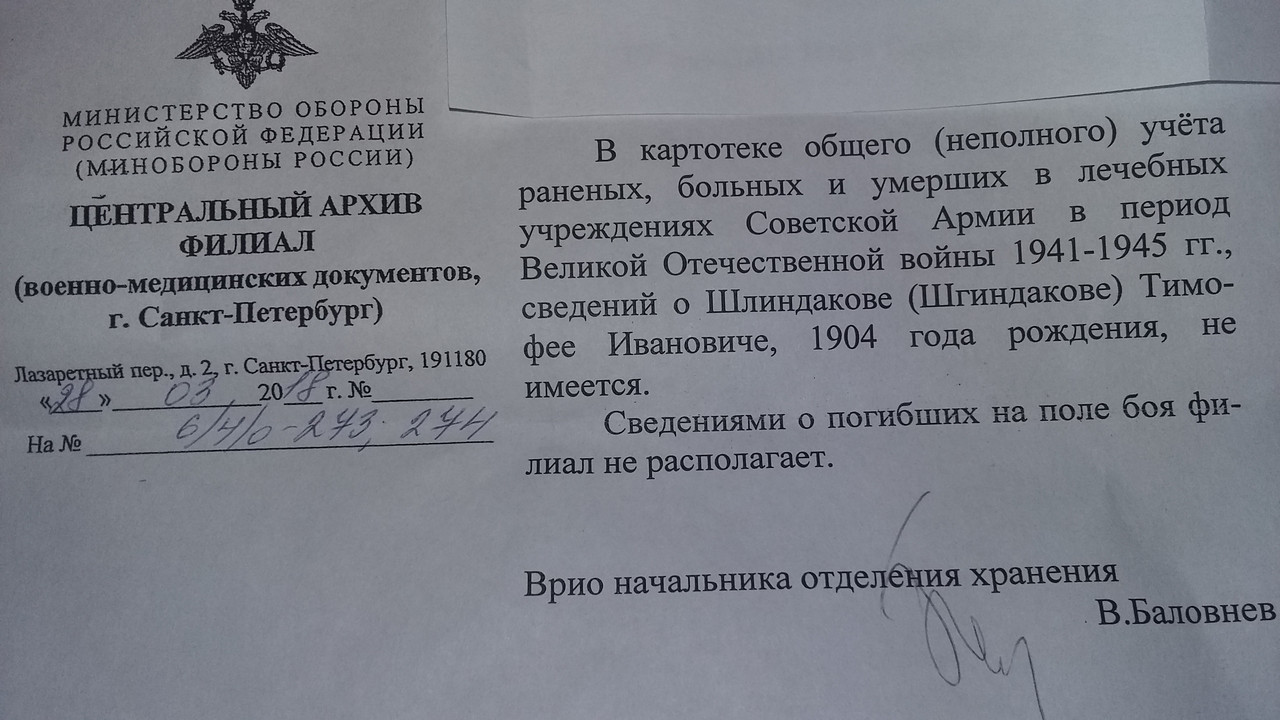 МИНИСТЕРСТВО ОБОРОНЫ
РОССИЙСКОЙ ФЕДЕРАЦИИ
(МИНОБОРОНЫ РОССИИ)
ЦЕНТРАЛЬНЫЙ АРХИВ
ФИЛИАЛ
(военно-медицинских документов,
г. Санкт-Петербург)
Лазаретный пер., д. 2, г. Санкт-Петербург, 191180
«28» 03 2018 г. №
На № 6/4/0-273; 274
В картотеке общего (неполного) учёта
раненых, больных и умерших в лечебных
учреждениях Советской Армии в период
Великой Отечественной войны 1941-1945 гг.,
сведений о Шлиндакове (Шгиндакове) Тимо-
фее Ивановиче, 1904 года рождения, не
имеется.
Сведениями о погибших на поле боя фи-
лиал не располагает.
Врио начальника отделения хранения
В.Баловнев